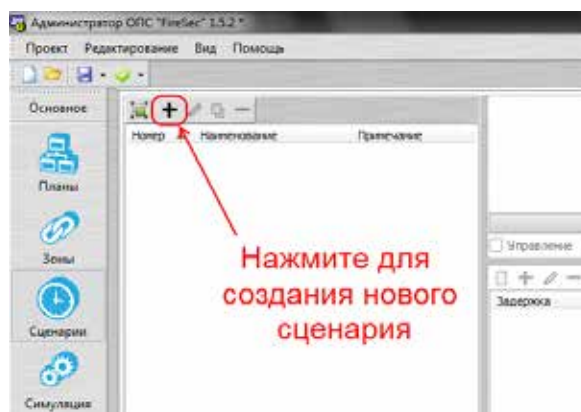 Администратор ОПС "FireSec" 1.5.2 *
Проект Редактирование Вид Помощь
Основное
Планы
Зоны
Сценарии
Симуляция
Номер Наименование Примечание
Нажмите для
создания нового
сценария
Управление
Задержка